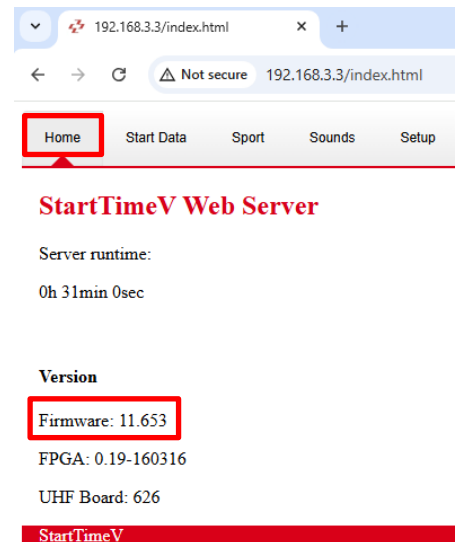 192.168.3.3/index.html
Not secure 192.168.3.3/index.html
Home Start Data Sport Sounds Setup
StartTimeV Web Server
Server runtime:
0h 31min 0sec
Version
Firmware: 11.653
FPGA: 0.19-160316
UHF Board: 626
StartTimeV